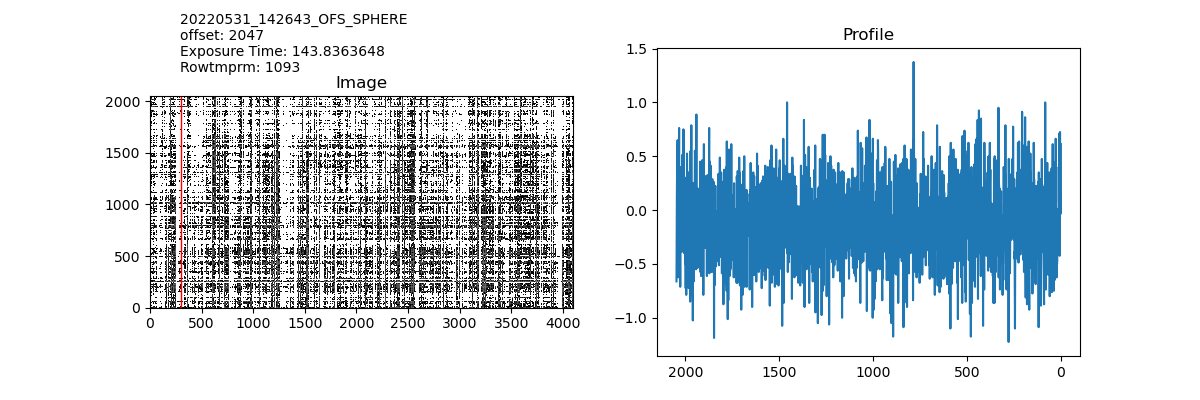 20220531_142643_OFS_SPHERE
offset: 2047
Exposure Time: 143.8363648
Rowtmprm: 1093
Image
2000
1500
1000
500
0
0 500 1000 1500 2000 2500 3000 3500 4000
Profile
1.5
1.0
0.5
0.0
−0.5
−1.0
2000 1500 1000 500 0